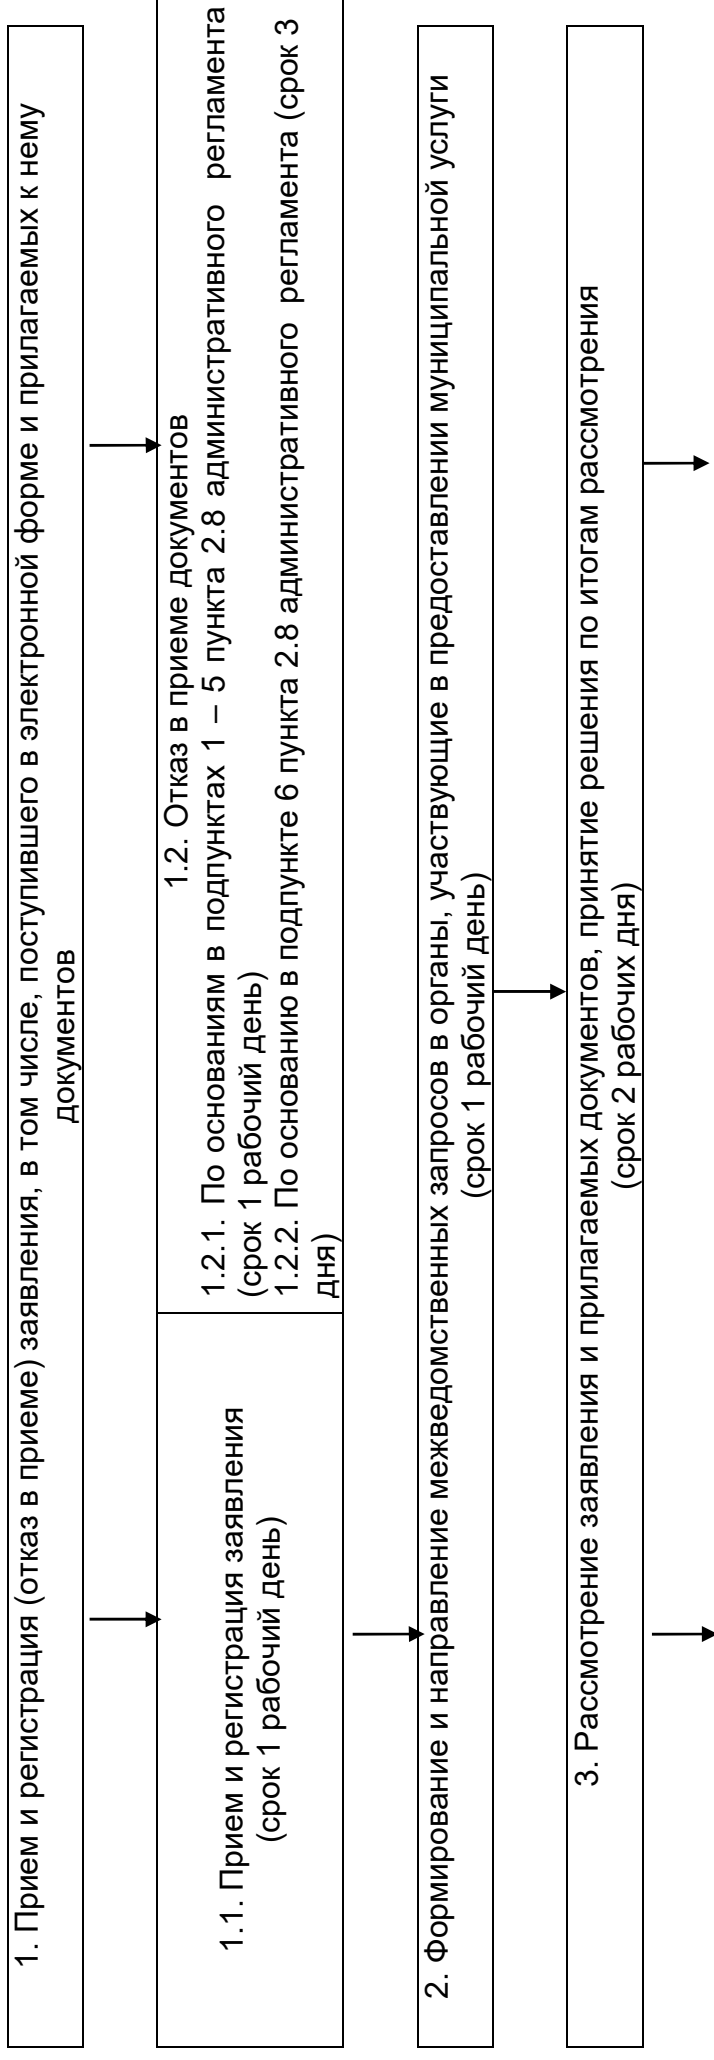 1. Прием и регистрация (отказ в приеме) заявления, в том числе, поступившего в электронной форме и прилагаемых к нему
документов
1.1. Прием и регистрация заявления
(срок 1 рабочий день)
1.2. Отказ в приеме документов
1.2.1. По основаниям в подпунктах 1 – 5 пункта 2.8 административного регламента
(срок 1 рабочий день)
1.2.2. По основанию в подпункте 6 пункта 2.8 административного регламента (срок 3
дня)
2. Формирование и направление межведомственных запросов в органы, участвующие в предоставлении муниципальной услуги
(срок 1 рабочий день)
3. Рассмотрение заявления и прилагаемых документов, принятие решения по итогам рассмотрения
(срок 2 рабочих дня)